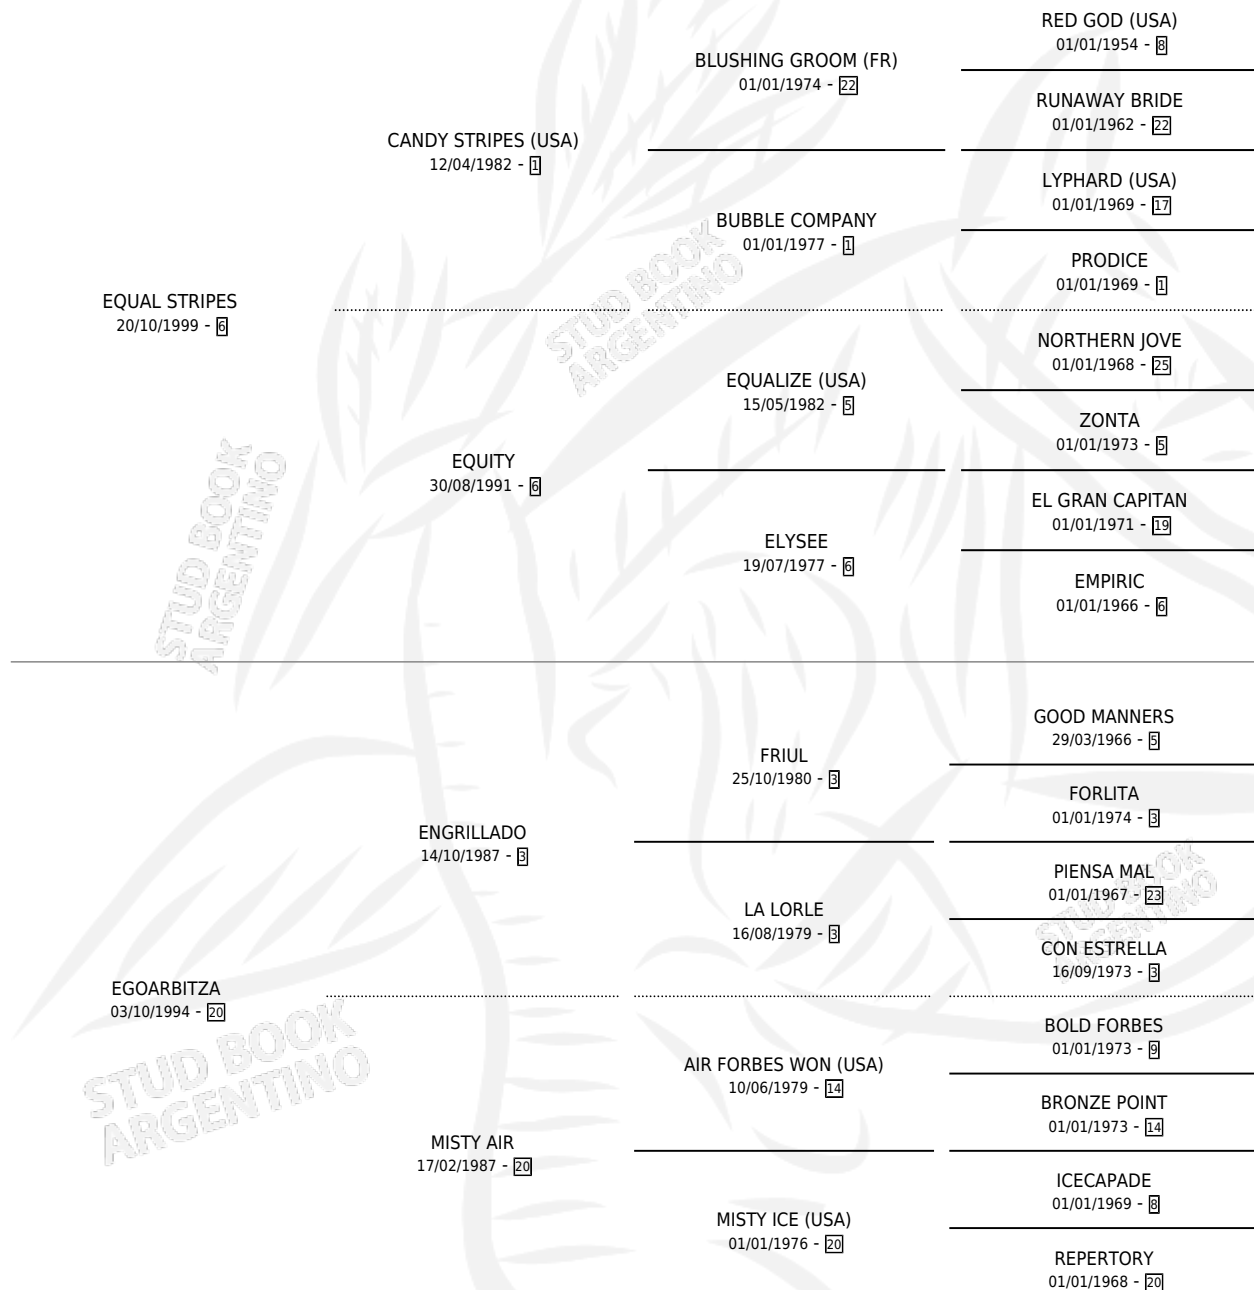 RED GOD (USA)
01/01/1954 - 8
BLUSHING GROOM (FR)
01/01/1974 - 22
RUNAWAY BRIDE
01/01/1962 - 22
CANDY STRIPES (USA)
12/04/1982 - 1
LYPHARD (USA)
01/01/1969 - 17
BUBBLE COMPANY
01/01/1977 - 1
PRODICE
01/01/1969 - 1
EQUAL STRIPES
20/10/1999 - 6
STUD BOOK
ARGENTINO
NORTHERN JOVE
01/01/1968 - 25
EQUALIZE (USA)
15/05/1982 - 5
ZONTA
01/01/1973 - 5
EQUITY
30/08/1991 - 6
EL GRAN CAPITAN
01/01/1971 - 19
ELYSEE
19/07/1977 - 6
EMPIRIC
01/01/1966 - 6
STUD BOOK
ARGENTINO
GOOD MANNERS
29/03/1966 - 5
FRIUL
25/10/1980 - 3
FORLITA
01/01/1974 - 3
ENGRILLADO
14/10/1987 - 3
PIENSA MAL
01/01/1967 - 23
LA LORLE
16/08/1979 - 3
STUD BOOK
ARGENTINO
CON ESTRELLA
16/09/1973 - 3
EGOARBITZA
03/10/1994 - 20
STUD BOOK
ARGENTINO
BOLD FORBES
01/01/1973 - 9
AIR FORBES WON (USA)
10/06/1979 - 14
BRONZE POINT
01/01/1973 - 14
MISTY AIR
17/02/1987 - 20
ICECAPADE
01/01/1969 - 8
MISTY ICE (USA)
01/01/1976 - 20
REPERTORY
01/01/1968 - 20